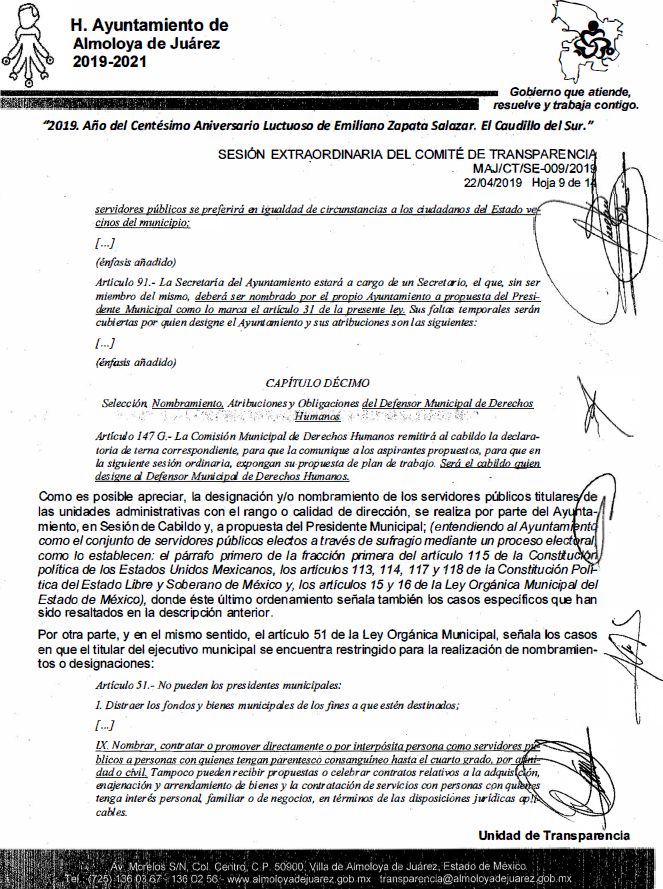 H. Ayuntamiento de
Almoloya de Juárez
2019-2021
Gobierno que atiende,
resuelve y trabaja contigo.
“2019. Año del Centésimo Aniversario Luctuoso de Emiliano Zapata Salazar. El Caudillo del Sur.”
SESIÓN EXTRAORDINARIA DEL COMITÉ DE TRANSPARENCIA
MAJ/CT/SE-009/2019
22/04/2019 Hoja 9 de 14
servidores públicos se preferirá en igualdad de circunstancias a los ciudadanos del Estado ve-
cinos del municipio;
[...]
(énfasis añadido)
Articulo 91.- La Secretaría del Ayuntamiento estará a cargo de un Secretario, el que, sin ser
miembro del mismo, deberá ser nombrado por el propio Ayuntamiento a propuesta del Presi-
dente Municipal como lo marca el artículo 31 de la presente ley. Sus faltas temporales serán
cubiertas por quien designe el Ayuntamiento y sus atribuciones son las siguientes:
[...]
(énfasis añadido)
CAPÍTULO DÉCIMO
Selección, Nombramiento, Atribuciones y Obligaciones del Defensor Municipal de Derechos
Humanos
Artículo 147 G.- La Comisión Municipal de Derechos Humanos remitirá al cabildo la declara-
toria de terna correspondiente, para que la comunique a los aspirantes propuestos, para que en
la siguiente sesión ordinaria, expongan su propuesta de plan de trabajo. Será el cabildo quien
designe al Defensor Municipal de Derechos Humanos.
Como es posible apreciar, la designación y/o nombramiento de los servidores públicos titulares de
las unidades administrativas con el rango o calidad de dirección, se realiza por parte del Ayunta-
miento, en Sesión de Cabildo y, a propuesta del Presidente Municipal; (entendiendo al Ayuntamiento
como el conjunto de servidores públicos electos a través de sufragio mediante un proceso electoral,
como lo establecen: el párrafo primero de la fracción primera del artículo 115 de la Constitución
política de los Estados Unidos Mexicanos, los artículos 113, 114, 117 y 118 de la Constitución Polí-
tica del Estado Libre y Soberano de México y, los artículos 15 y 16 de la Ley Orgánica Municipal del
Estado de México), donde éste último ordenamiento señala también los casos específicos que han
sido resaltados en la descripción anterior.
Por otra parte, y en el mismo sentido, el artículo 51 de la Ley Orgánica Municipal, señala los casos
en que el titular del ejecutivo municipal se encuentra restringido para la realización de nombramien-
tos o designaciones:
Artículo 51.- No pueden los presidentes municipales:
I. Distraer los fondos y bienes municipales de los fines a que estén destinados;
[...]
IX. Nombrar, contratar o promover directamente o por interpósita persona como servidores pú-
blicos a personas con quienes tengan parentesco consanguíneo hasta el cuarto grado, por afini-
dad o civil. Tampoco pueden recibir propuestas o celebrar contratos relativos a la adquisición,
enajenación y arrendamiento de bienes y la contratación de servicios con personas con quienes
tenga interés personal, familiar o de negocios, en términos de las disposiciones jurídicas apli-
cables.
Unidad de Transparencia
Av. Morelos S/N, Col. Centro, C.P. 50900, Villa de Almoloya de Juárez, Estado de México.
Tel.: (725) 136 03 67 - 136 02 56 - www.almoloyadejuarez.gob.mx transparencia@almoloyadejuarez.gob.mx